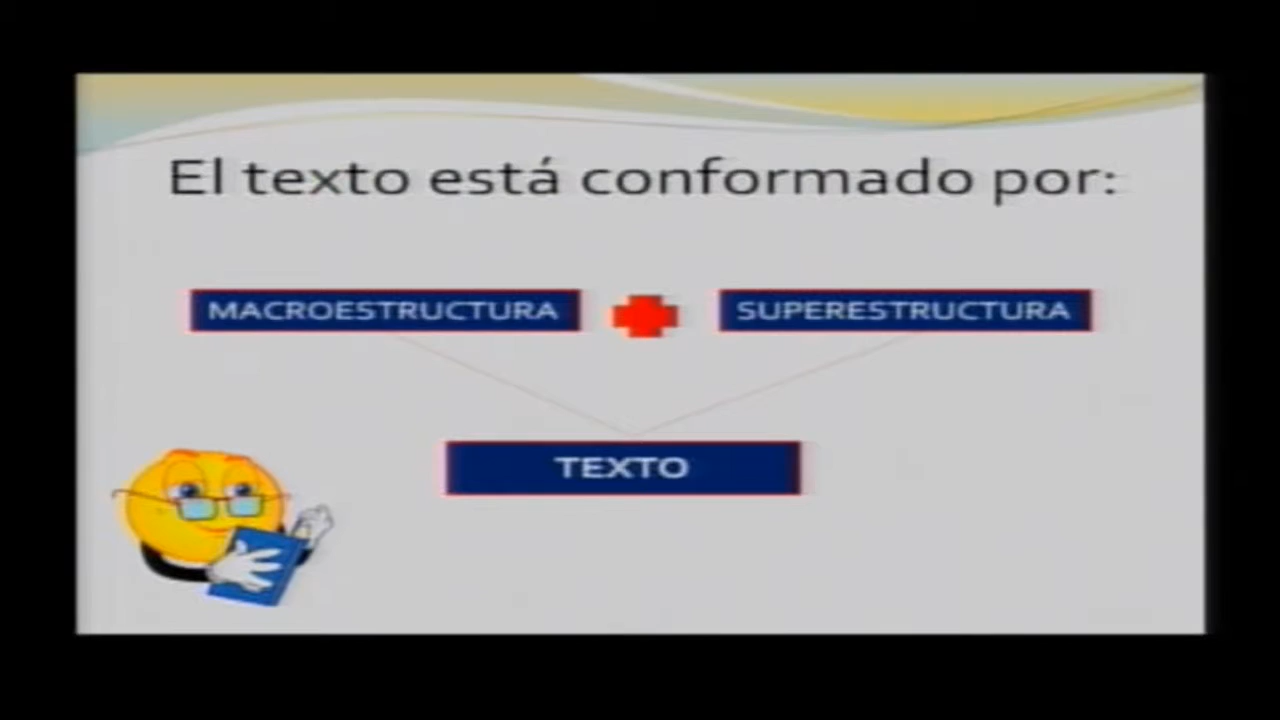 El texto está conformado por:
MACROESTRUCTURA
SUPERESTRUCTURA
TEXTO